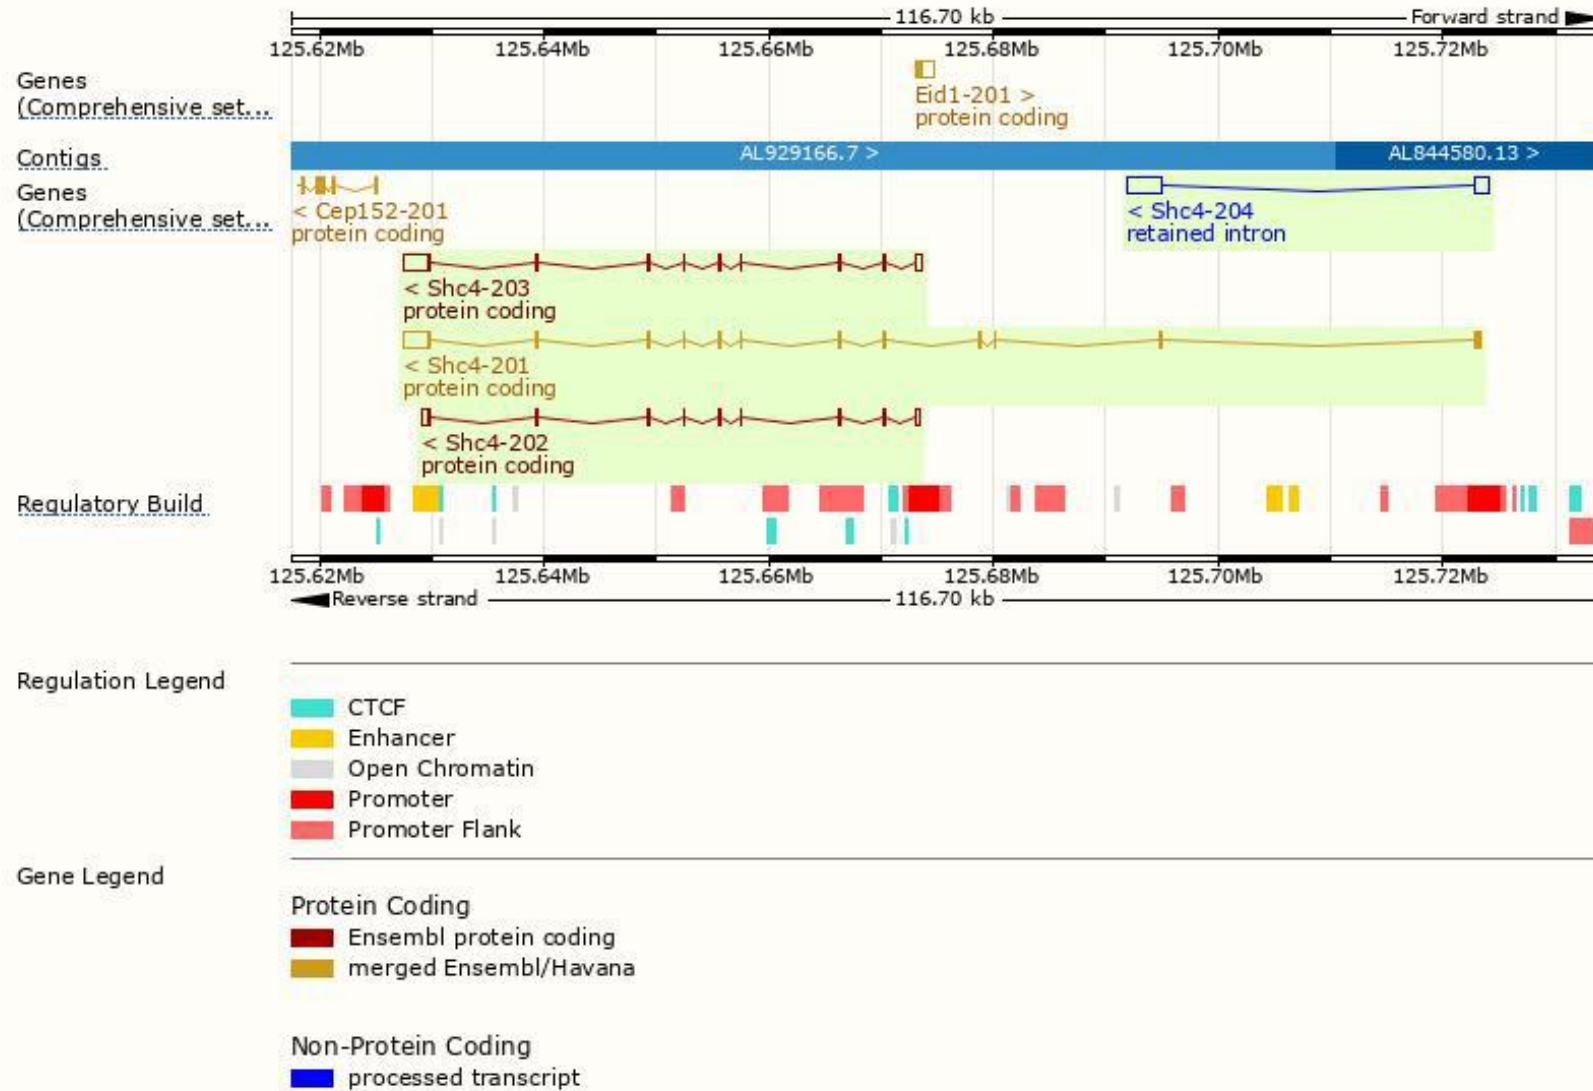 116.70 kb Forward strand
125.62Mb 125.64Mb 125.66Mb 125.68Mb 125.70Mb 125.72Mb
Genes
(Comprehensive set...
Eid1-201 >
protein coding
Contigs
AL929166.7 > AL844580.13 >
Genes
(Comprehensive set...
< Cep152-201
protein coding
< Shc4-204
retained intron
< Shc4-203
protein coding
< Shc4-201
protein coding
< Shc4-202
protein coding
Regulatory Build
125.62Mb 125.64Mb 125.66Mb 125.68Mb 125.70Mb 125.72Mb
Reverse strand 116.70 kb
Regulation Legend
CTCF
Enhancer
Open Chromatin
Promoter
Promoter Flank
Gene Legend
Protein Coding
Ensembl protein coding
merged Ensembl/Havana
Non-Protein Coding
processed transcript